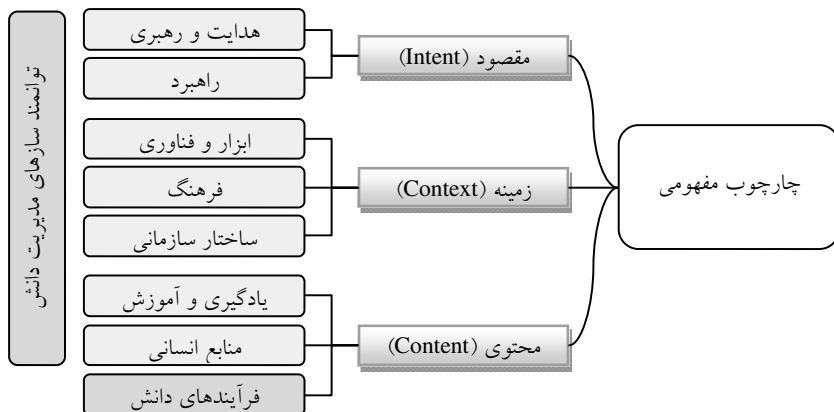 چارچوب مفهومی
مقصود (Intent)
هدایت و رهبری
راهبرد
زمینه (Context)
ابزار و فناوری
فرهنگ
ساختار سازمانی
محتوی (Content)
یادگیری و آموزش
منابع انسانی
فرآیندهای دانش
توانمند سازهای مدیریت دانش